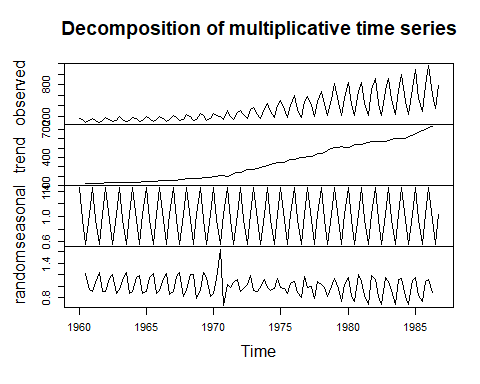 Decomposition of multiplicative time series
observed
800
200
trend
700
400
seasonal
1.0
0.6
random
1.4
0.8
1960 1965 1970 1975 1980 1985
Time